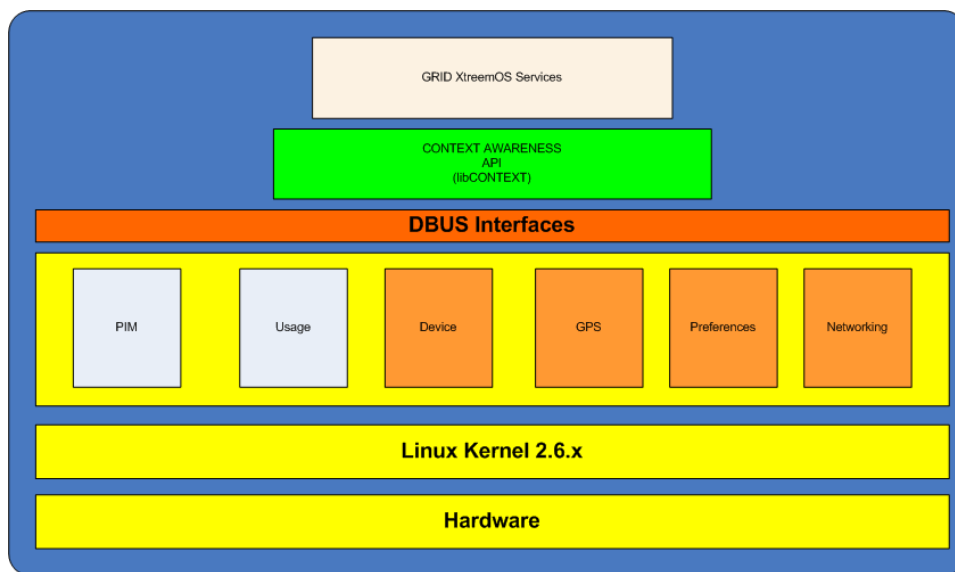 GRID XtreemOS Services
CONTEXT AWARENESS
API
(libCONTEXT)
DBUS Interfaces
PIM
Usage
Device
GPS
Preferences
Networking
Linux Kernel 2.6.x
Hardware